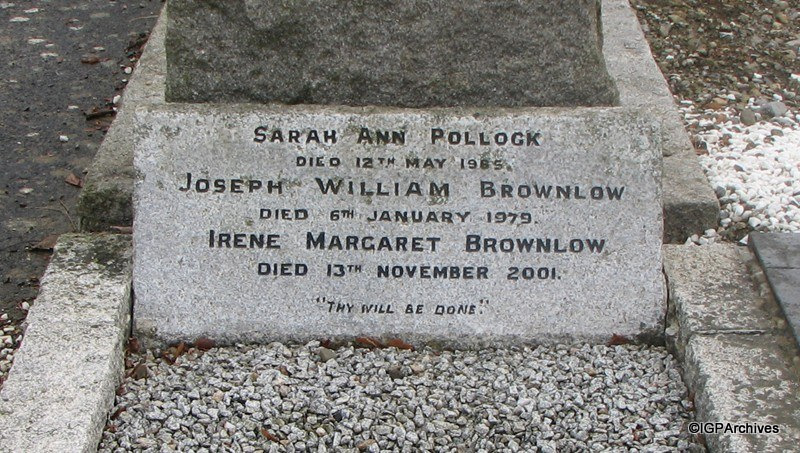 Sarah Ann Pollock
died 12th May 1965.
Joseph William Brownlow
died 6th January 1979.
Irene Margaret Brownlow
died 13th November 2001.
"Thy will be done."
©IGPArchives